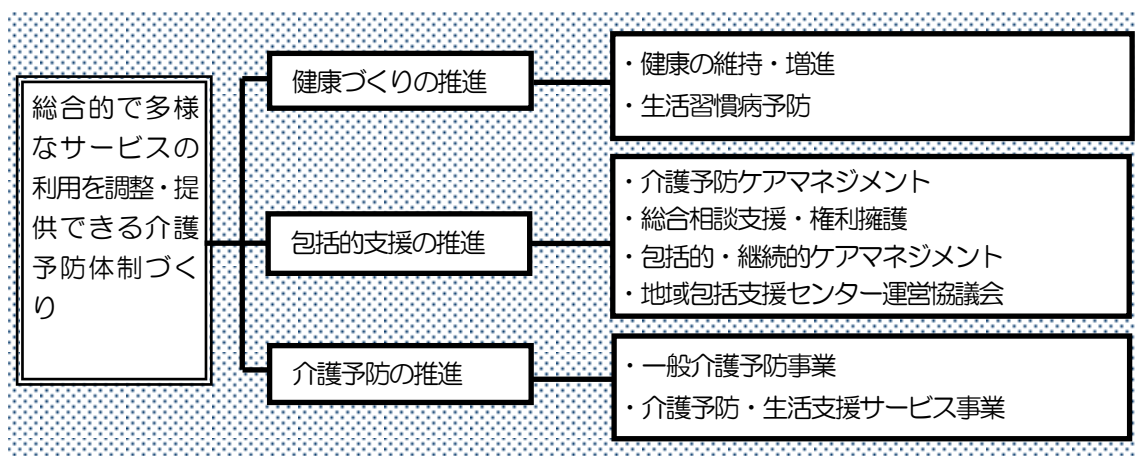 総合的で多様
なサービスの
利用を調整・提
供できる介護
予防体制づく
り
健康づくりの推進
・健康の維持・増進
・生活習慣病予防
包括的支援の推進
・介護予防ケアマネジメント
・総合相談支援・権利擁護
・包括的・継続的ケアマネジメント
・地域包括支援センター運営協議会
介護予防の推進
・一般介護予防事業
・介護予防・生活支援サービス事業